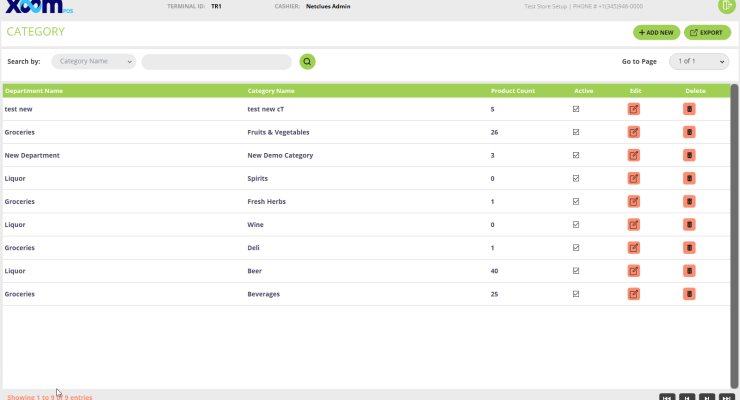 XOOM POS TERMINAL ID: TR1 CASHIER: Netclues Admin Test Store Setup | PHONE # +1(345)946-0000
CATEGORY + ADD NEW EXPORT
Search by: Category Name Go to Page 1 of 1
Department Name Category Name Product Count Active Edit Delete
test new test new cT 5
Groceries Fruits & Vegetables 26
New Department New Demo Category 3
Liquor Spirits 0
Groceries Fresh Herbs 1
Liquor Wine 0
Groceries Deli 1
Liquor Beer 40
Groceries Beverages 25
Showing 1 to 9 of 9 entries